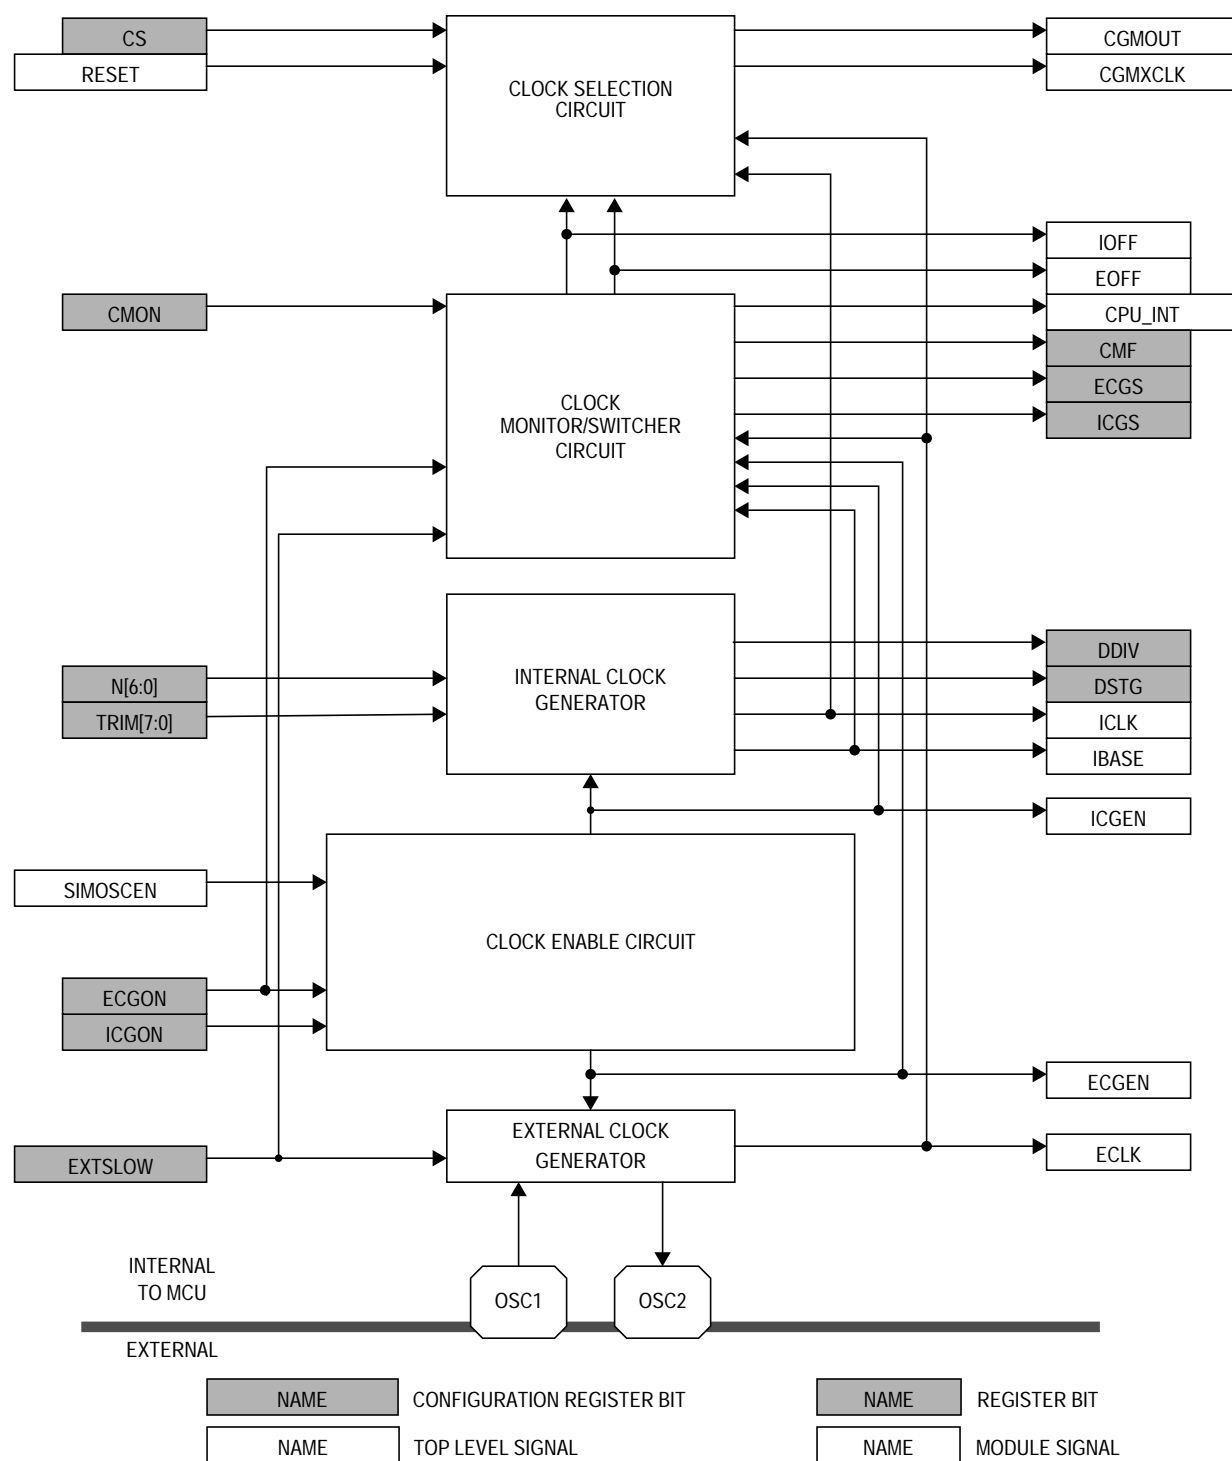 CS
CGMOUT
RESET
CGMXCLK
CLOCK SELECTION
CIRCUIT
IOFF
EOFF
CMON
CPU_INT
CMF
ECGS
ICGS
CLOCK
MONITOR/SWITCHER
CIRCUIT
DDIV
N[6:0]
DSTG
INTERNAL CLOCK
GENERATOR
TRIM[7:0]
ICLK
IBASE
ICGEN
SIMOSCEN
CLOCK ENABLE CIRCUIT
ECGON
ICGON
ECGEN
EXTERNAL CLOCK
GENERATOR
EXTSLOW
ECLK
INTERNAL
TO MCU
OSC1
OSC2
EXTERNAL
NAME CONFIGURATION REGISTER BIT
NAME REGISTER BIT
NAME TOP LEVEL SIGNAL
NAME MODULE SIGNAL